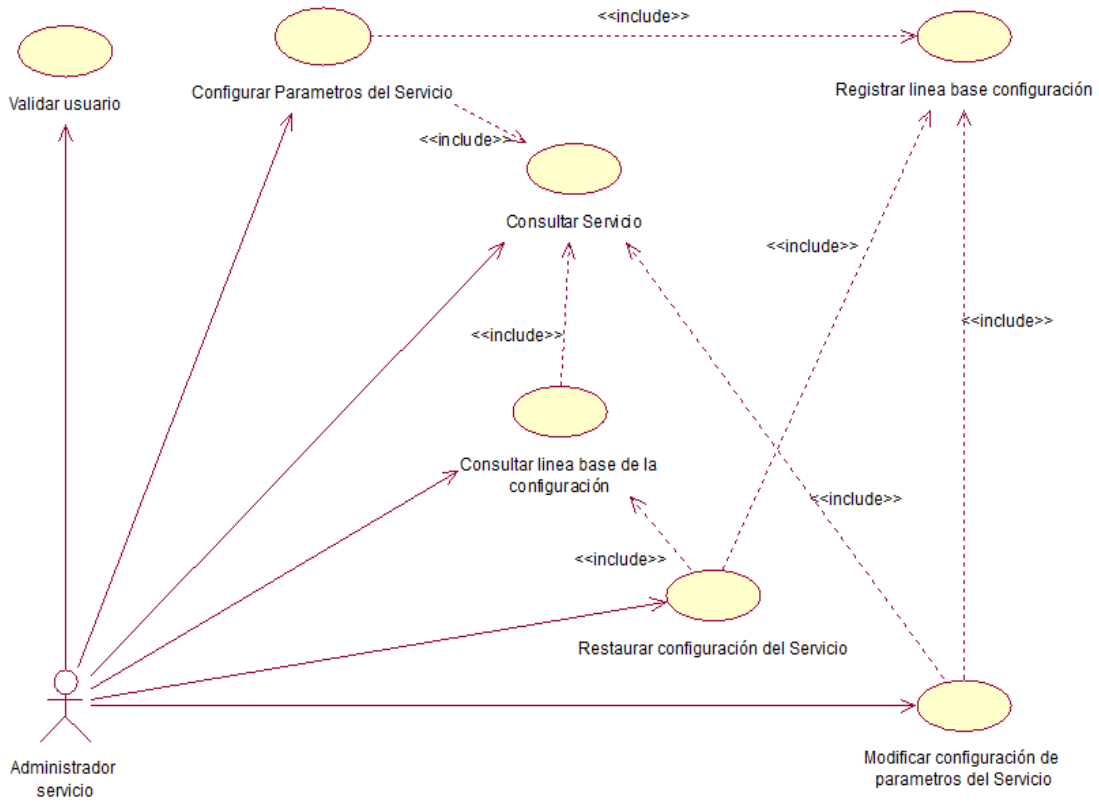 <<include>>
Validar usuario
Configurar Parametros del Servicio
Registrar linea base configuración
<<include>>
Consultar Servicio
<<include>>
<<include>>
<<include>>
Consultar linea base de la
configuración
<<include>>
<<include>>
Restaurar configuración del Servicio
Administrador
servicio
Modificar configuración de
parametros del Servicio